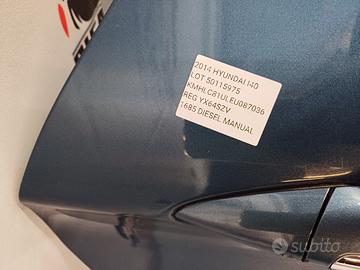 2014 HYUNDAI I40
LOT 50115975
KMHLC81ULEU087036
REG YX64SZV
1685 DIESEL MANUAL
subito